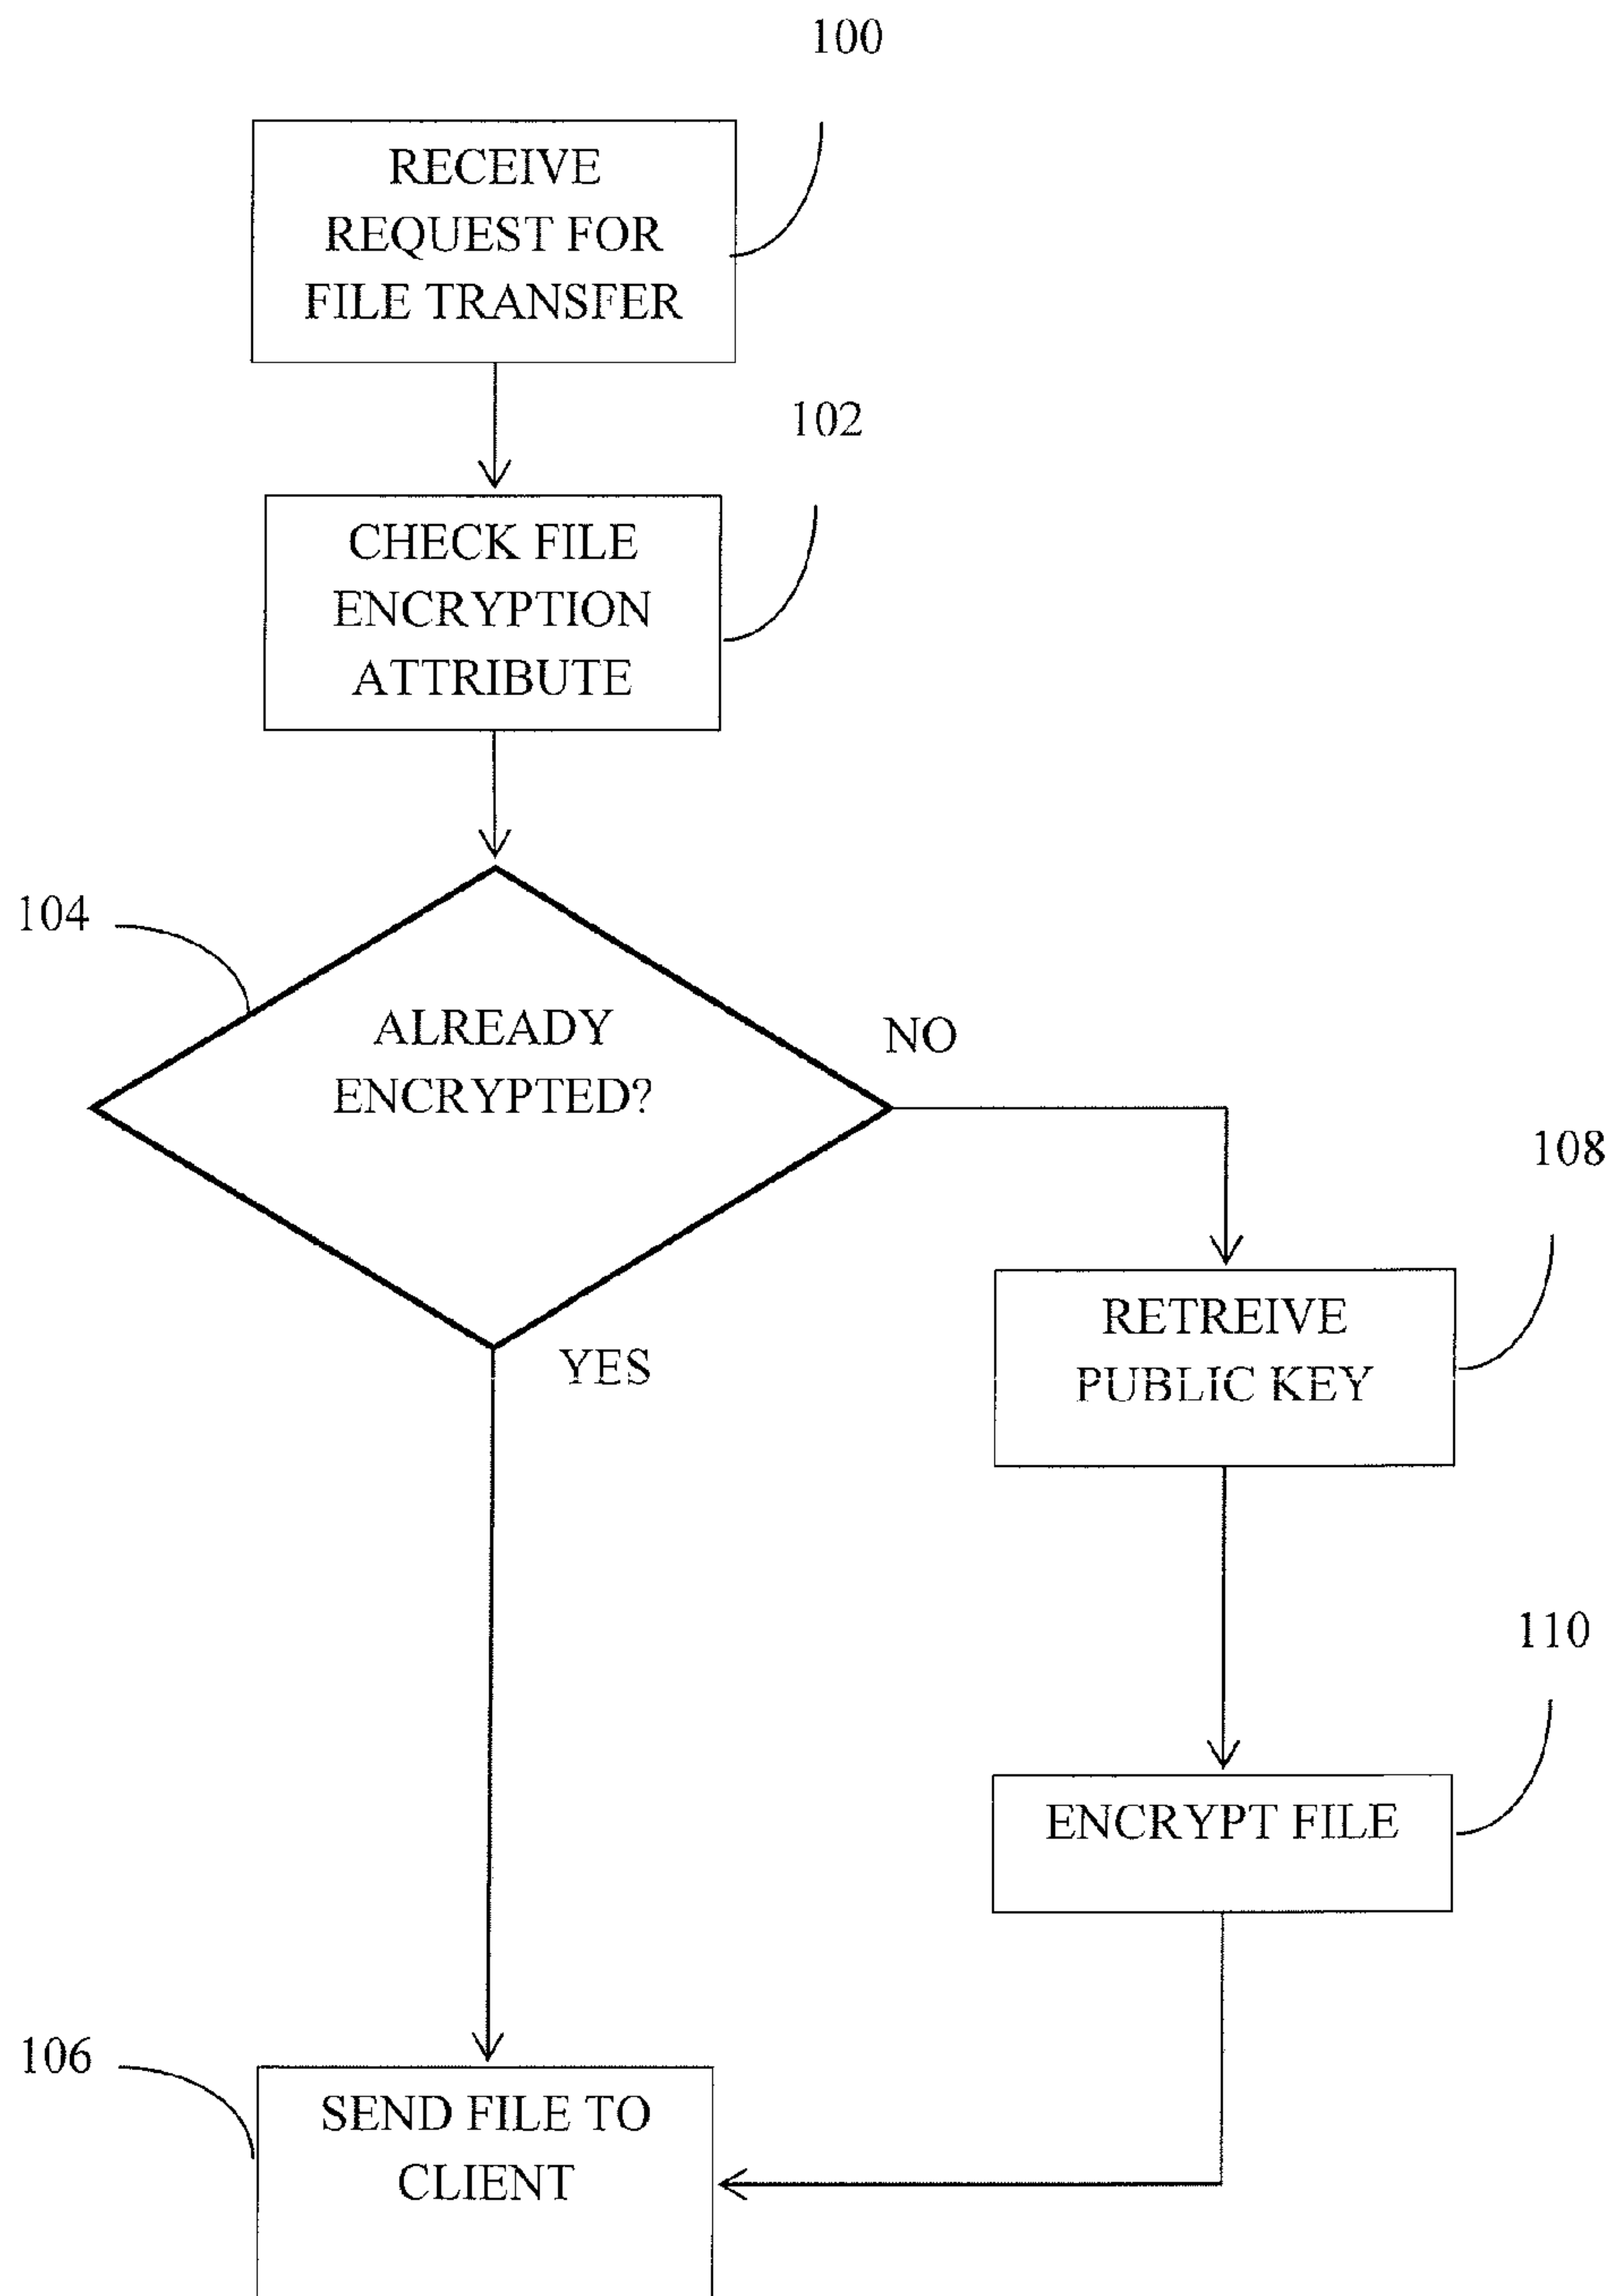 100
RECEIVE
REQUEST FOR
FILE TRANSFER
102
CHECK FILE
ENCRYPTION
ATTRIBUTE
104
ALREADY
ENCRYPTED?
NO
108
YES
RETREIVE
PUBLIC KEY
110
ENCRYPT FILE
106
SEND FILE TO
CLIENT